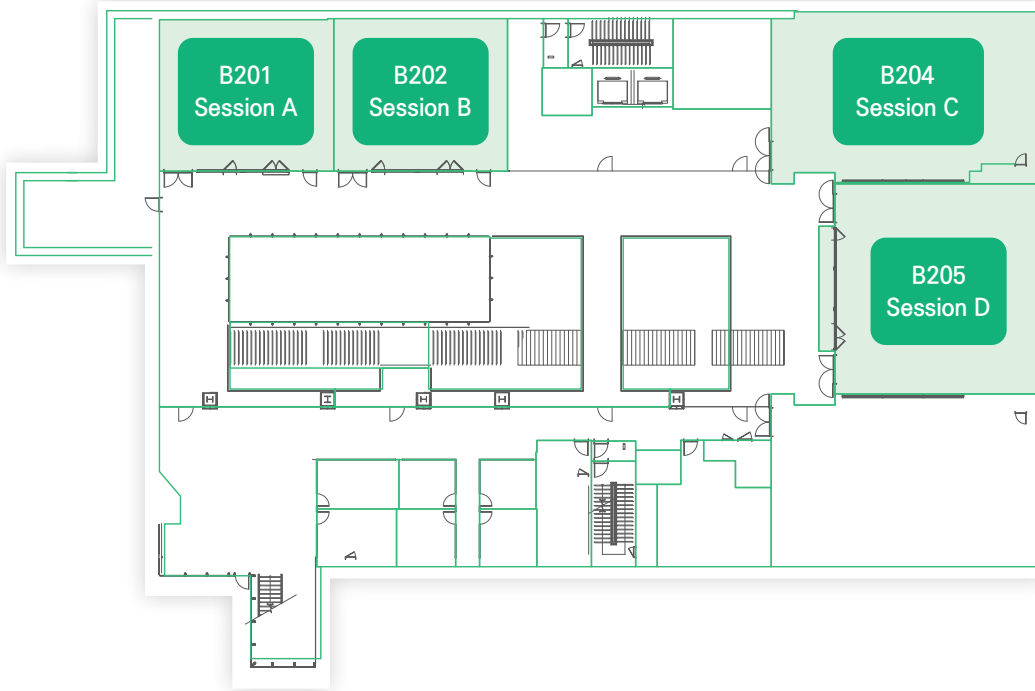 B201
Session A
B202
Session B
B204
Session C
B205
Session D
H
H
H
H
H